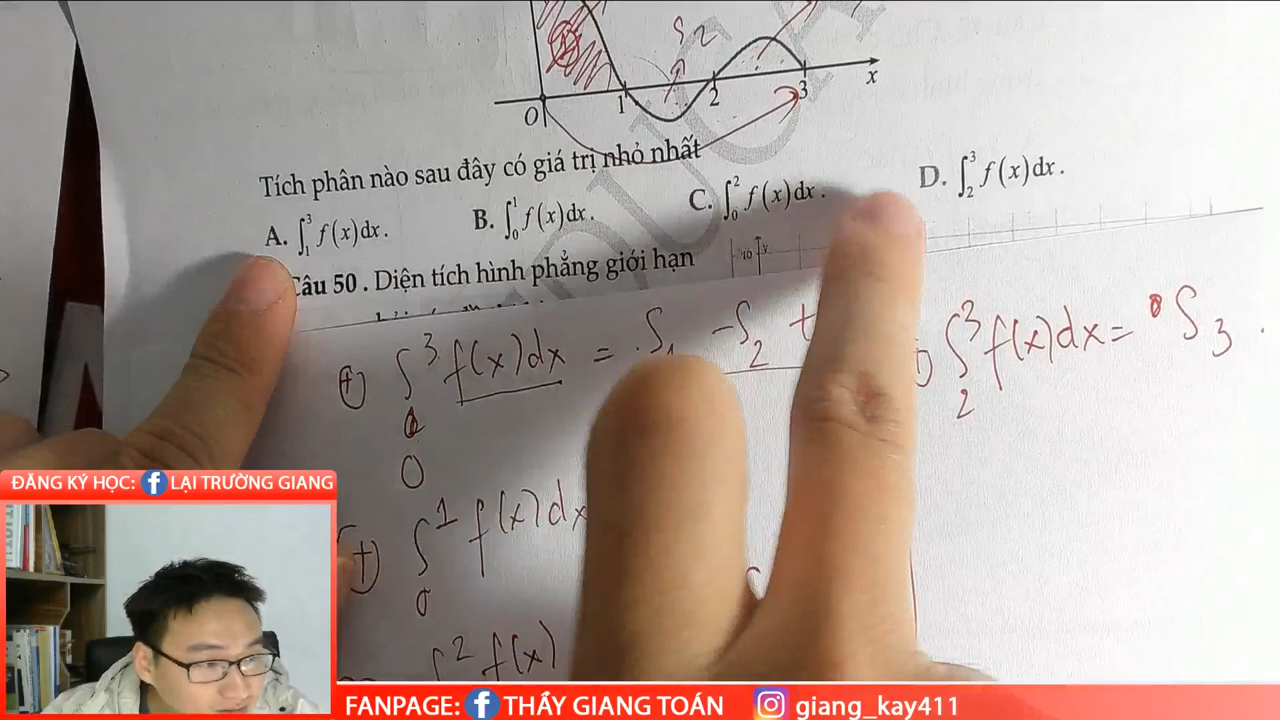 S2
O 1 2 3 x
Tích phân nào sau đây có giá trị nhỏ nhất
A. ∫₁³ f(x)dx. B. ∫₀¹ f(x)dx. C. ∫₀² f(x)dx. D. ∫₂³ f(x)dx.
Câu 50 . Diện tích hình phẳng giới hạn
10 y
(+) ∫₀³ f(x)dx = S₁ - S₂ ∫₂³ f(x)dx = S₃
(+) ∫₀¹ f(x)dx
∫² f(x)
ĐĂNG KÝ HỌC: f LẠI TRƯỜNG GIANG
FANPAGE: f THẦY GIANG TOÁN giang_kay411